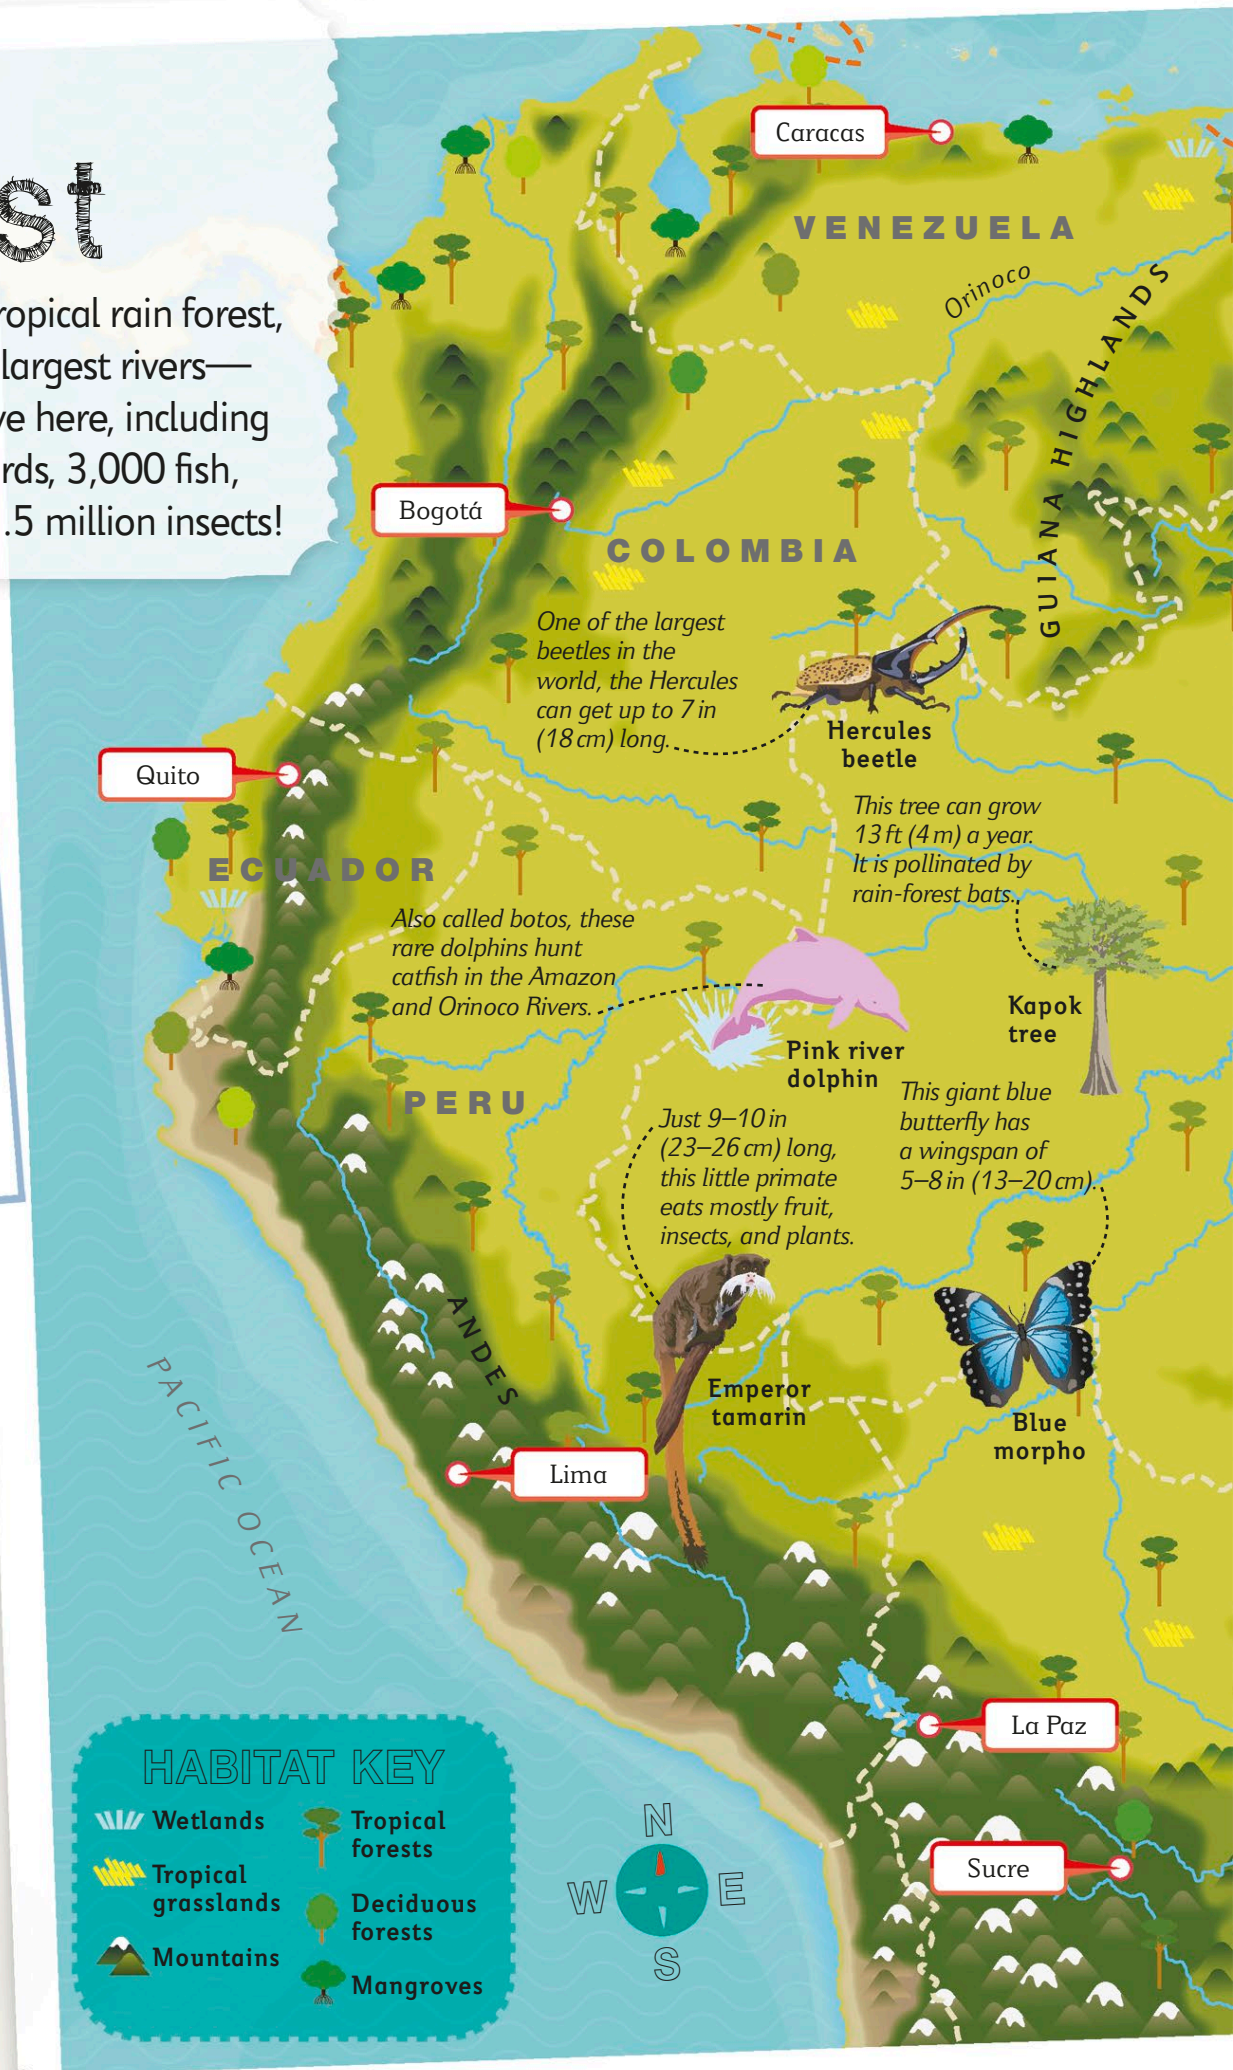 st
ropical rain forest,
largest rivers—
ve here, including
rds, 3,000 fish,
.5 million insects!
Caracas
VENEZUELA
Orinoco
GUIANA HIGHLANDS
Bogotá
COLOMBIA
One of the largest
beetles in the
world, the Hercules
can get up to 7 in
(18 cm) long.
Hercules
beetle
Quito
ECUADOR
This tree can grow
13 ft (4 m) a year.
It is pollinated by
rain-forest bats.
Kapok
tree
Also called botos, these
rare dolphins hunt
catfish in the Amazon
and Orinoco Rivers.
Pink river
dolphin
PERU
This giant blue
butterfly has
a wingspan of
5–8 in (13–20 cm).
Blue
morpho
Just 9–10 in
(23–26 cm) long,
this little primate
eats mostly fruit,
insects, and plants.
Emperor
tamarin
ANDES
PACIFIC OCEAN
Lima
La Paz
Sucre
HABITAT KEY
Wetlands
Tropical
grasslands
Mountains
Tropical
forests
Deciduous
forests
Mangroves
N
W
E
S